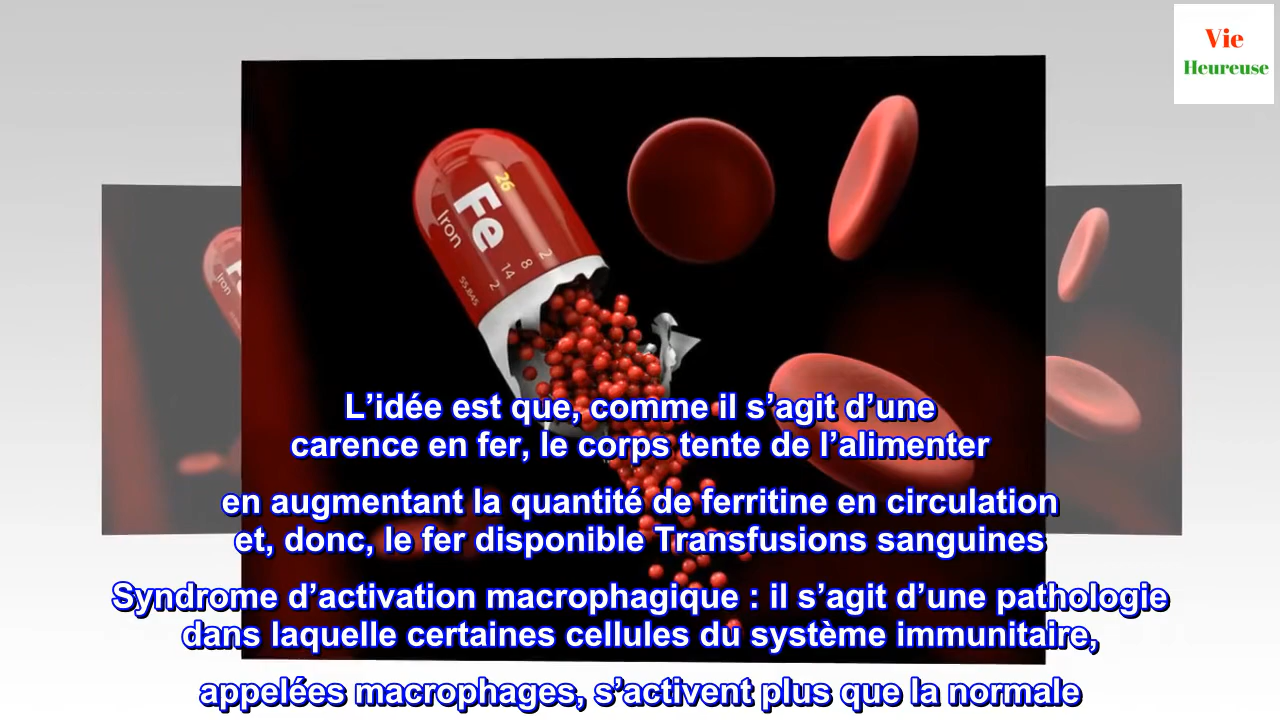 Vie
Heureuse
26
Fe
Iron
2
8
14
2
55.845
Iron
L’idée est que, comme il s’agit d’une
carence en fer, le corps tente de l’alimenter
en augmentant la quantité de ferritine en circulation
et, donc, le fer disponible Transfusions sanguines
Syndrome d’activation macrophagique : il s’agit d’une pathologie
dans laquelle certaines cellules du système immunitaire,
appelées macrophages, s’activent plus que la normale